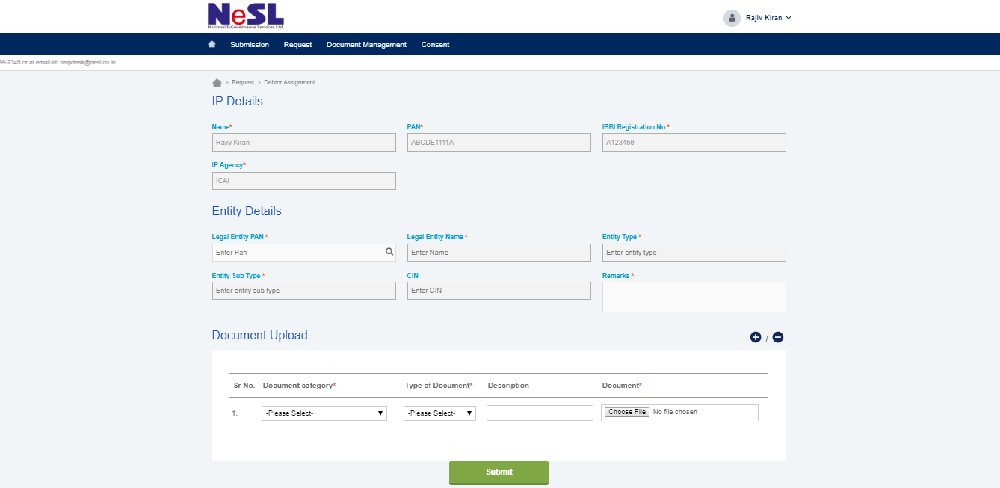 NeSL
National E-Governance Services Ltd.
Rajiv Kiran
Submission Request Document Management Consent
99-2345 or at email-id: helpdesk@nesl.co.in
> Request > Debtor Assignment
IP Details
Name* PAN* IBBI Registration No.*
Rajiv Kiran ABCDE1111A A123456
IP Agency*
ICAI
Entity Details
Legal Entity PAN * Legal Entity Name * Entity Type *
Enter Pan Enter Name Enter entity type
Entity Sub Type * CIN Remarks *
Enter entity sub type Enter CIN
Document Upload
/
Sr No. Document category* Type of Document* Description Document*
1. -Please Select- -Please Select- Choose File No file chosen
Submit